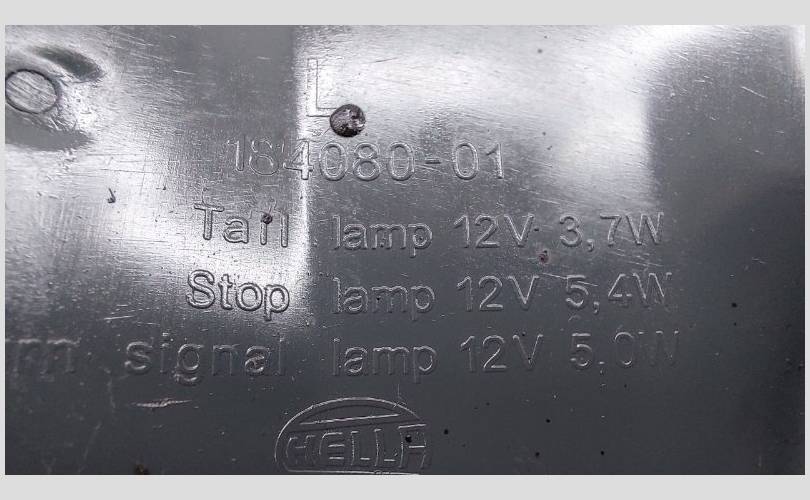 L
184080-01
Tail lamp 12V 3,7W
Stop lamp 12V 5,4W
signal lamp 12V 5,0W
HELLA